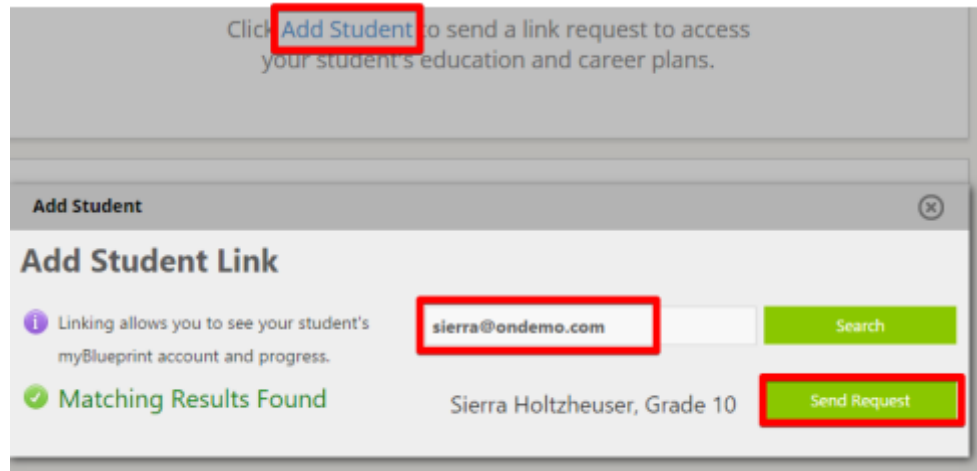 Click Add Student to send a link request to access
your student's education and career plans.
Add Student
Add Student Link
Linking allows you to see your student's
myBlueprint account and progress.
sierra@ondemo.com
Search
Matching Results Found
Sierra Holtzheuser, Grade 10
Send Request